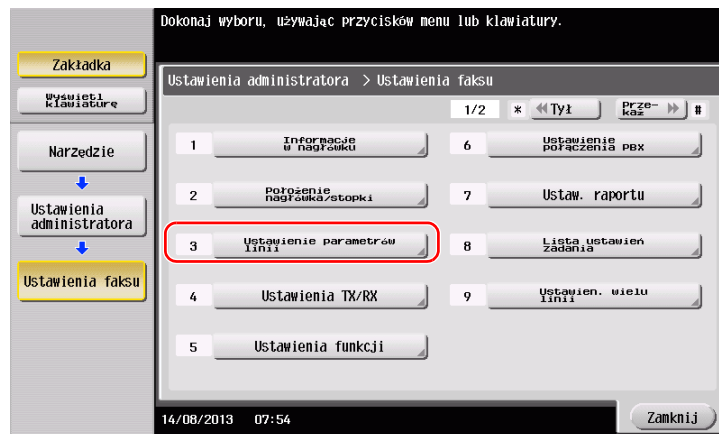 Dokonaj wyboru, używając przycisków menu lub klawiatury.
Zakładka
Wyświetl
klawiaturę
Narzędzie
Ustawienia
administratora
Ustawienia faksu
Ustawienia administratora > Ustawienia faksu
1/2 * Tył Prze-
każ #
1 Informacje
w nagłówku
6 Ustawienie
połączenia PBX
2 Położenie
nagłówka/stopki
7 Ustaw. raportu
3 Ustawienie parametrów
linii
8 Lista ustawień
zadania
4 Ustawienia TX/RX
9 Ustawien. wielu
linii
5 Ustawienia funkcji
14/08/2013 07:54
Zamknij